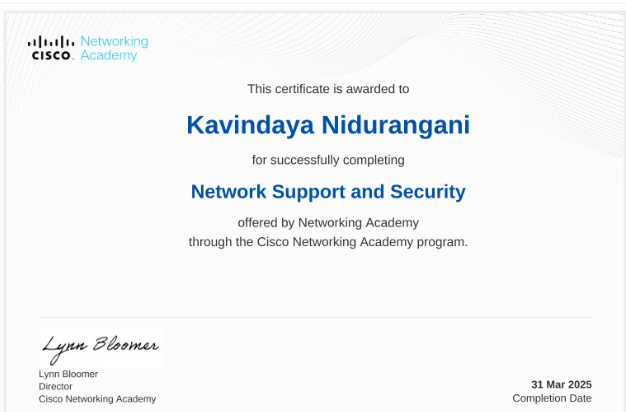 CISCO. Networking
Academy
This certificate is awarded to
Kavindaya Nidurangani
for successfully completing
Network Support and Security
offered by Networking Academy
through the Cisco Networking Academy program.
Lynn Bloomer
Lynn Bloomer
Director
Cisco Networking Academy
31 Mar 2025
Completion Date